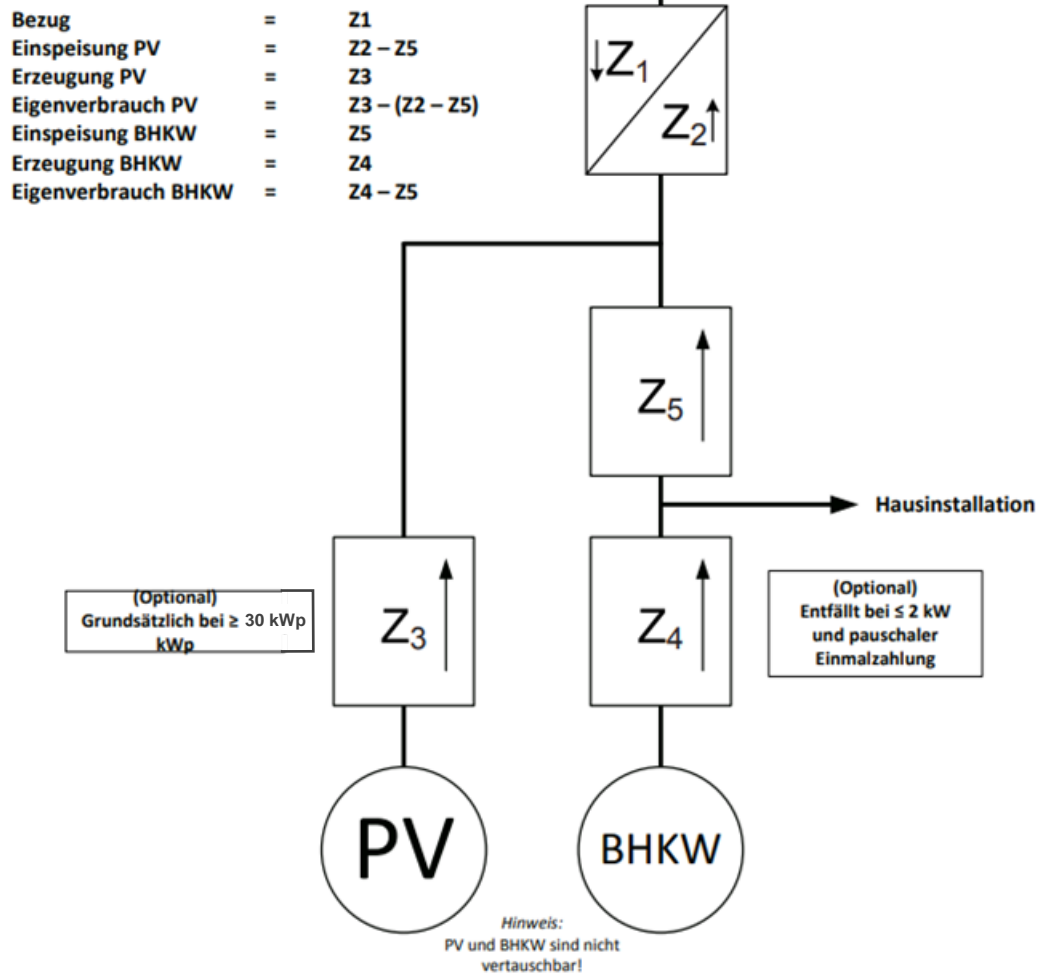 Bezug = Z1
Einspeisung PV = Z2 – Z5
Erzeugung PV = Z3
Eigenverbrauch PV = Z3 – (Z2 – Z5)
Einspeisung BHKW = Z5
Erzeugung BHKW = Z4
Eigenverbrauch BHKW = Z4 – Z5
Z1
Z2
Z5
Hausinstallation
(Optional)
Grundsätzlich bei ≥ 30 kWp
kWp
Z3
Z4
(Optional)
Entfällt bei ≤ 2 kW
und pauschaler
Einmalzahlung
PV
BHKW
Hinweis:
PV und BHKW sind nicht
vertauschbar!